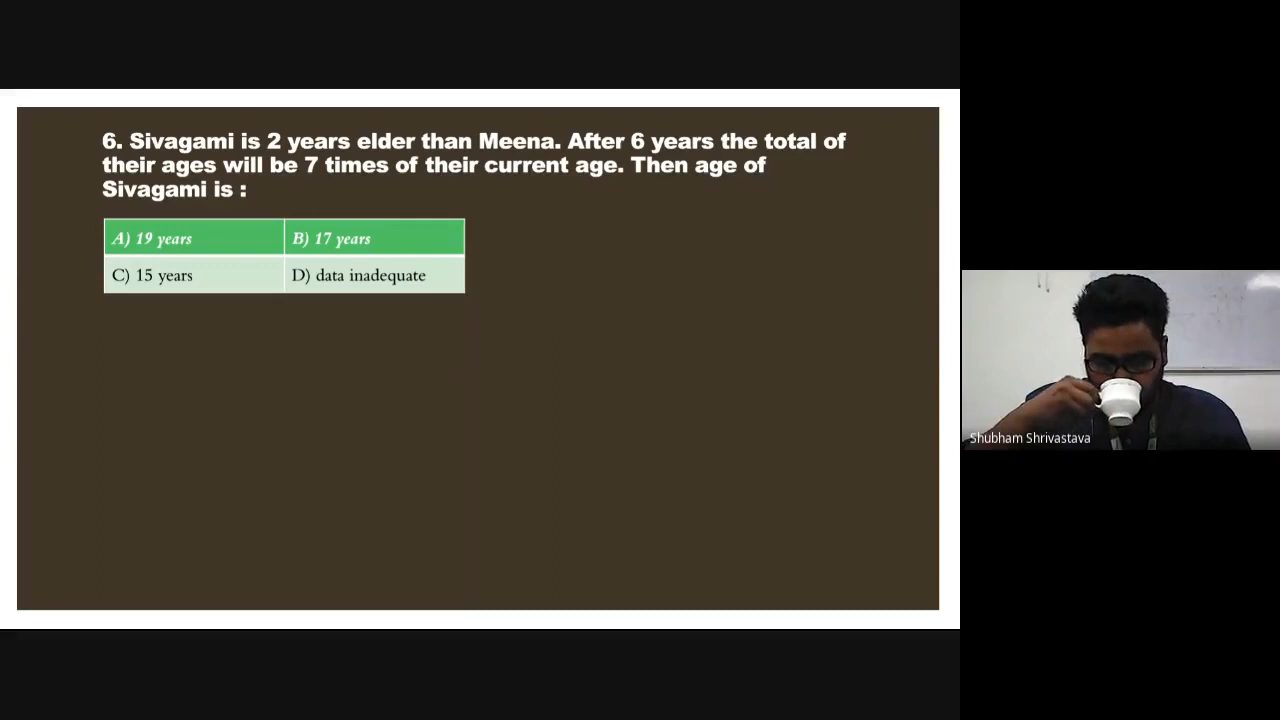 6. Sivagami is 2 years elder than Meena. After 6 years the total of
their ages will be 7 times of their current age. Then age of
Sivagami is :
A) 19 years B) 17 years
C) 15 years D) data inadequate
Shubham Shrivastava